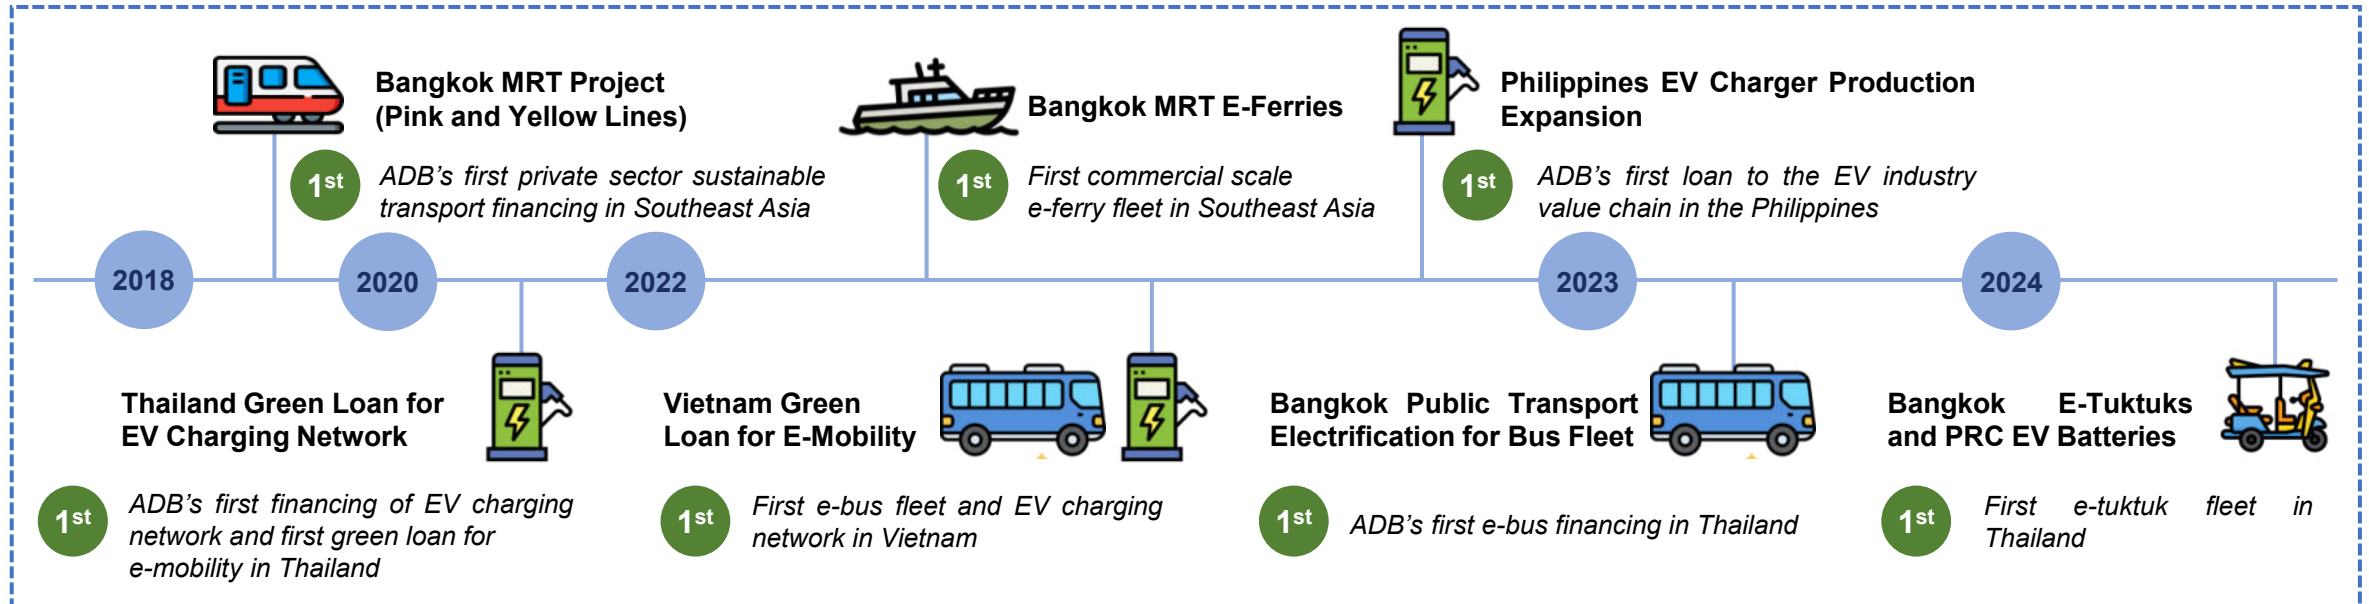 Bangkok MRT Project
(Pink and Yellow Lines)
1st
ADB’s first private sector sustainable
transport financing in Southeast Asia
Bangkok MRT E-Ferries
1st
First commercial scale
e-ferry fleet in Southeast Asia
Philippines EV Charger Production
Expansion
1st
ADB’s first loan to the EV industry
value chain in the Philippines
2018
2020
2022
2023
2024
Thailand Green Loan for
EV Charging Network
1st
ADB’s first financing of EV charging
network and first green loan for
e-mobility in Thailand
Vietnam Green
Loan for E-Mobility
1st
First e-bus fleet and EV charging
network in Vietnam
Bangkok Public Transport
Electrification for Bus Fleet
1st
ADB’s first e-bus financing in Thailand
Bangkok E-Tuktuks
and PRC EV Batteries
1st
First e-tuktuk fleet in
Thailand